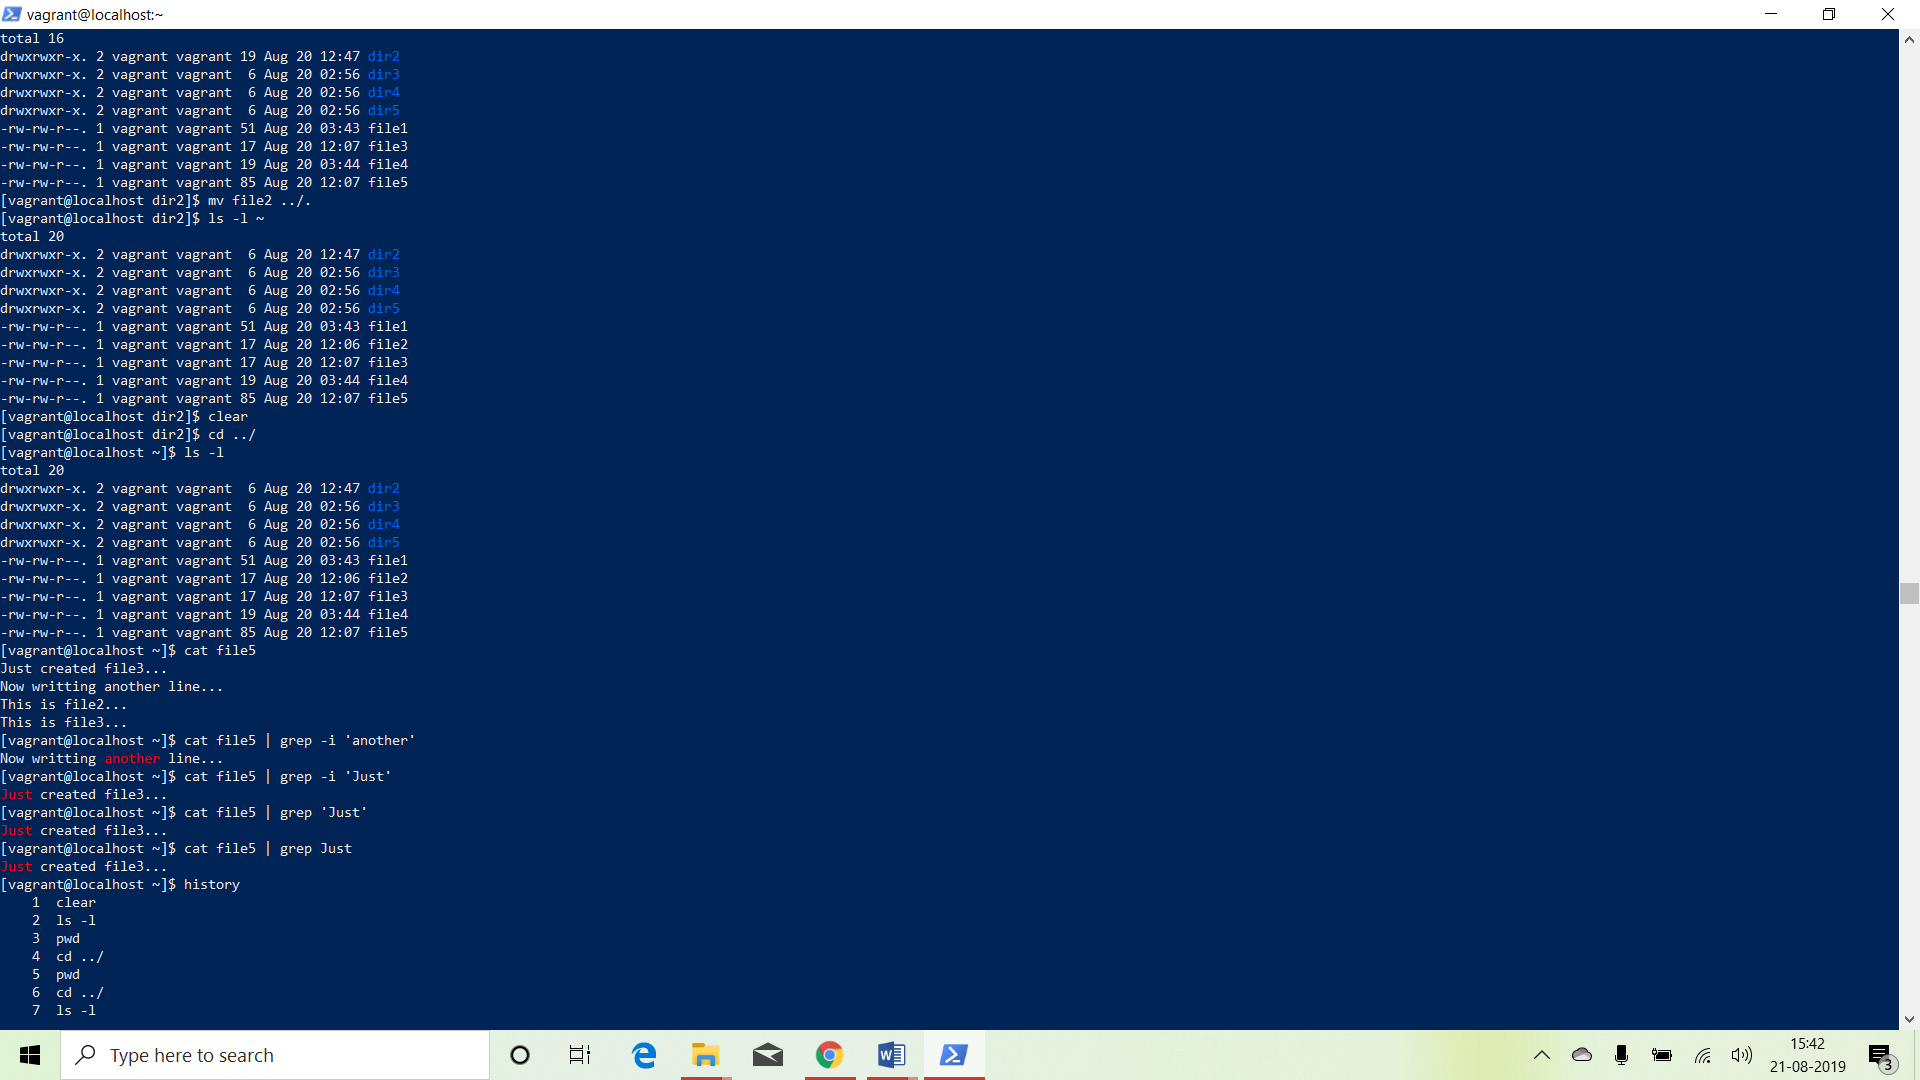 vagrant@localhost:~
total 16
drwxrwxr-x. 2 vagrant vagrant 19 Aug 20 12:47 dir2
drwxrwxr-x. 2 vagrant vagrant  6 Aug 20 02:56 dir3
drwxrwxr-x. 2 vagrant vagrant  6 Aug 20 02:56 dir4
drwxrwxr-x. 2 vagrant vagrant  6 Aug 20 02:56 dir5
-rw-rw-r--. 1 vagrant vagrant 51 Aug 20 03:43 file1
-rw-rw-r--. 1 vagrant vagrant 17 Aug 20 12:07 file3
-rw-rw-r--. 1 vagrant vagrant 19 Aug 20 03:44 file4
-rw-rw-r--. 1 vagrant vagrant 85 Aug 20 12:07 file5
[vagrant@localhost dir2]$ mv file2 ../.
[vagrant@localhost dir2]$ ls -l ~
total 20
drwxrwxr-x. 2 vagrant vagrant  6 Aug 20 12:47 dir2
drwxrwxr-x. 2 vagrant vagrant  6 Aug 20 02:56 dir3
drwxrwxr-x. 2 vagrant vagrant  6 Aug 20 02:56 dir4
drwxrwxr-x. 2 vagrant vagrant  6 Aug 20 02:56 dir5
-rw-rw-r--. 1 vagrant vagrant 51 Aug 20 03:43 file1
-rw-rw-r--. 1 vagrant vagrant 17 Aug 20 12:06 file2
-rw-rw-r--. 1 vagrant vagrant 17 Aug 20 12:07 file3
-rw-rw-r--. 1 vagrant vagrant 19 Aug 20 03:44 file4
-rw-rw-r--. 1 vagrant vagrant 85 Aug 20 12:07 file5
[vagrant@localhost dir2]$ clear
[vagrant@localhost dir2]$ cd ../
[vagrant@localhost ~]$ ls -l
total 20
drwxrwxr-x. 2 vagrant vagrant  6 Aug 20 12:47 dir2
drwxrwxr-x. 2 vagrant vagrant  6 Aug 20 02:56 dir3
drwxrwxr-x. 2 vagrant vagrant  6 Aug 20 02:56 dir4
drwxrwxr-x. 2 vagrant vagrant  6 Aug 20 02:56 dir5
-rw-rw-r--. 1 vagrant vagrant 51 Aug 20 03:43 file1
-rw-rw-r--. 1 vagrant vagrant 17 Aug 20 12:06 file2
-rw-rw-r--. 1 vagrant vagrant 17 Aug 20 12:07 file3
-rw-rw-r--. 1 vagrant vagrant 19 Aug 20 03:44 file4
-rw-rw-r--. 1 vagrant vagrant 85 Aug 20 12:07 file5
[vagrant@localhost ~]$ cat file5
Just created file3...
Now writting another line...
This is file2...
This is file3...
[vagrant@localhost ~]$ cat file5 | grep -i 'another'
Now writting another line...
[vagrant@localhost ~]$ cat file5 | grep -i 'Just'
Just created file3...
[vagrant@localhost ~]$ cat file5 | grep 'Just'
Just created file3...
[vagrant@localhost ~]$ cat file5 | grep Just
Just created file3...
[vagrant@localhost ~]$ history
    1  clear
    2  ls -l
    3  pwd
    4  cd ../
    5  pwd
    6  cd ../
    7  ls -l
Type here to search
15:42
21-08-2019
3